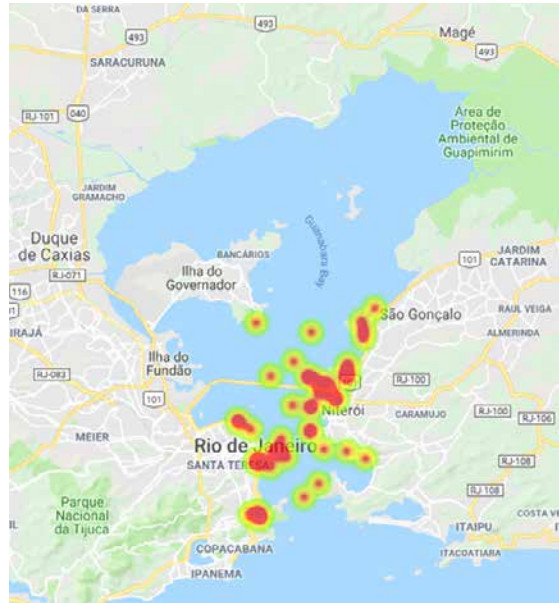 DA SERRA
493
493
Magé
493
SARACURUNA
040
RJ-101
Área de
Proteção
Ambiental de
Guapimirim
JARDIM
GRAMACHO
Guanabara Bay
Duque
de Caxias
BANCÁRIOS
101
JARDIM
CATARINA
RJ-071
Ilha do
Governador
116
São Gonçalo
RAUL VEIGA
IRAJÁ
ALMERINDA
Ilha do
Fundão
RJ-083
RJ-100
101
Niterói
CARAMUJO
RJ-100
RJ-106
MEIER
Rio de Janeiro
SANTA TERESA
RJ-108
Parque
Nacional
da Tijuca
RJ-108
ITAIPU
COSTA VE
COPACABANA
ITACOATIARA
IPANEMA